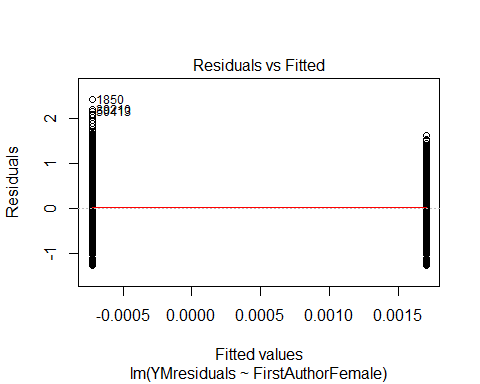 Residuals vs Fitted
1850
50413
Residuals
2
1
0
-1
-0.0005 0.0000 0.0005 0.0010 0.0015
Fitted values
lm(YMresiduals ~ FirstAuthorFemale)